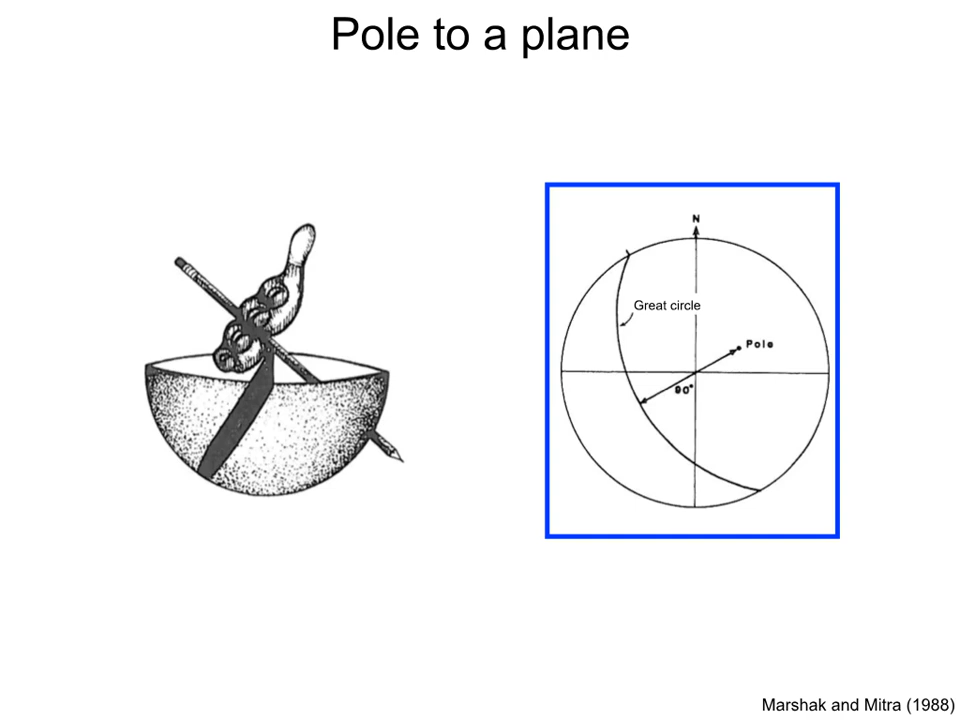 Pole to a plane
N
Great circle
Pole
90°
Marshak and Mitra (1988)